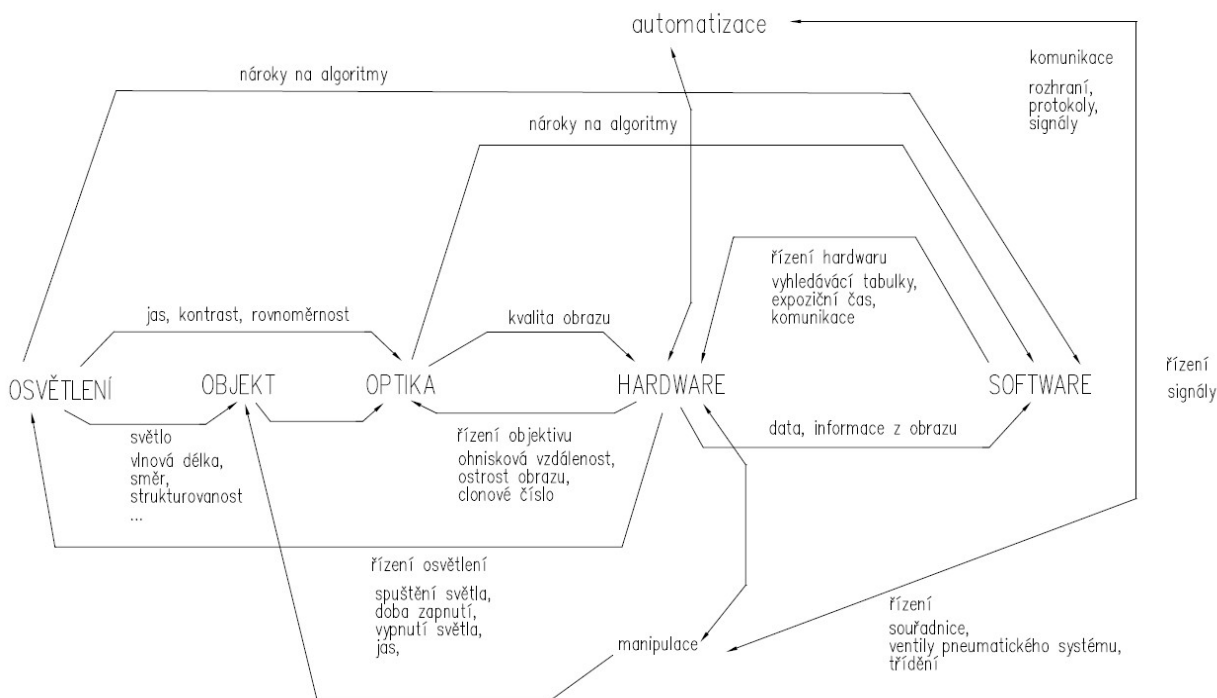 automatizace
komunikace
rozhraní,
protokoly,
signály
nároky na algoritmy
nároky na algoritmy
řízení hardwaru
vyhledávácí tabulky,
expoziční čas,
komunikace
jas, kontrast, rovnoměrnost
kvalita obrazu
OSVĚTLENÍ
OBJEKT
OPTIKA
HARDWARE
SOFTWARE
řízení
signály
světlo
vlnová délka,
směr,
strukturovanost
...
řízení objektivu
ohnisková vzdálenost,
ostrost obrazu,
clonové číslo
data, informace z obrazu
řízení osvětlení
spuštění světla,
doba zapnutí,
vypnutí světla,
jas,
manipulace
řízení
souřadnice,
ventily pneumatického systému,
třídění